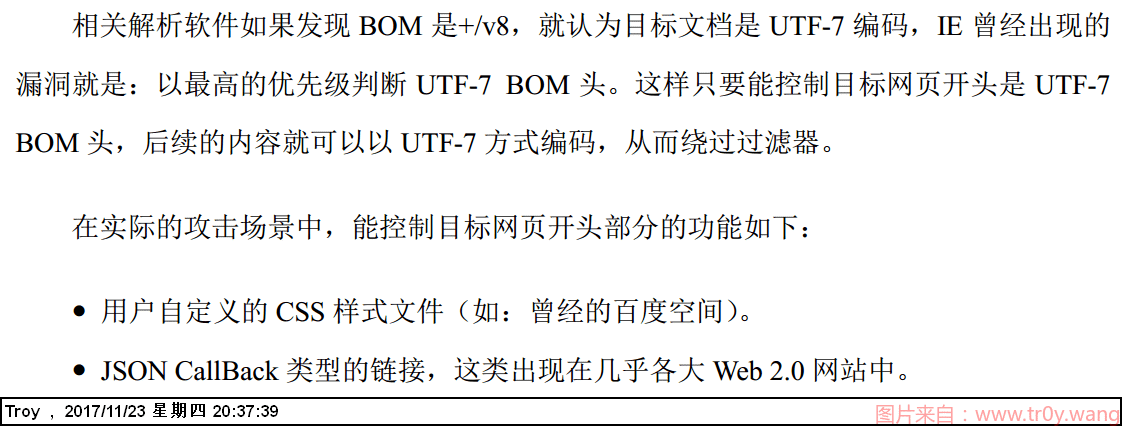 相关解析软件如果发现 BOM 是+/v8，就认为目标文档是 UTF-7 编码，IE 曾经出现的
漏洞就是：以最高的优先级判断 UTF-7 BOM 头。这样只要能控制目标网页开头是 UTF-7
BOM 头，后续的内容就可以以 UTF-7 方式编码，从而绕过过滤器。
在实际的攻击场景中，能控制目标网页开头部分的功能如下：
● 用户自定义的 CSS 样式文件（如：曾经的百度空间）。
● JSON CallBack 类型的链接，这类出现在几乎各大 Web 2.0 网站中。
Troy , 2017/11/23 星期四 20:37:39
图片来自：www.tr0y.wang